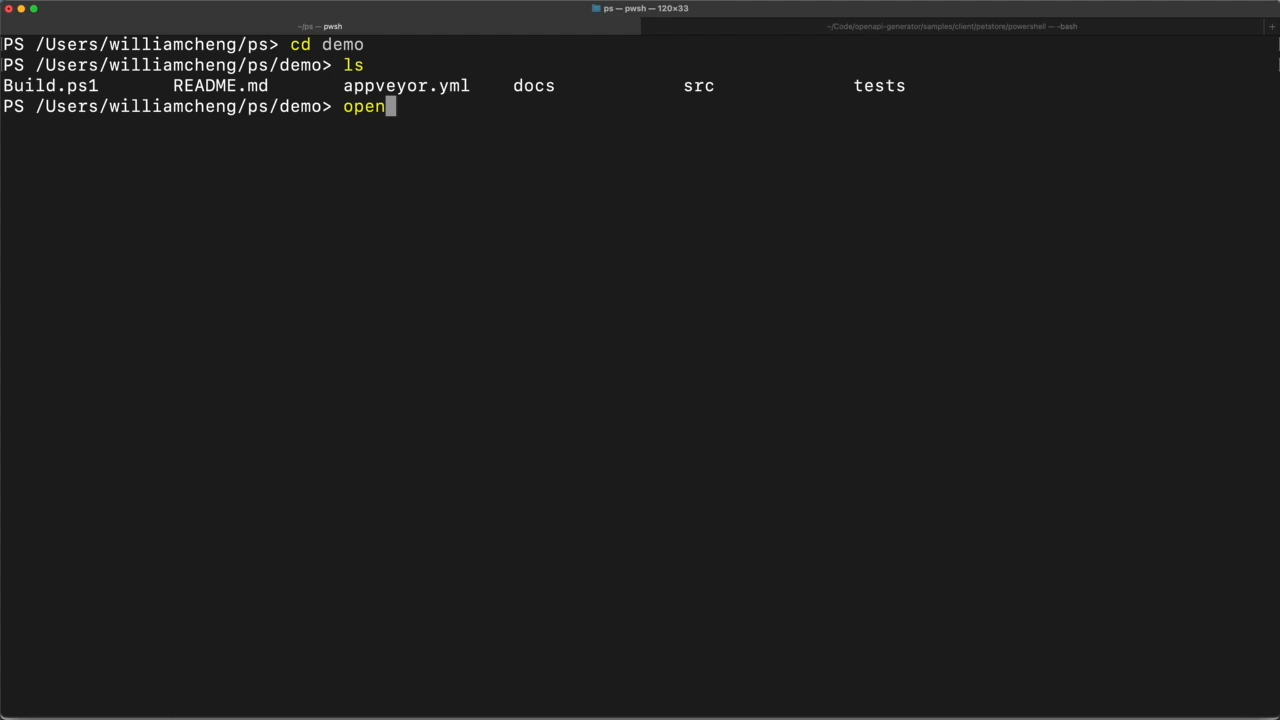 ps — pwsh — 120×33
~/ps — pwsh
~/Code/openapi-generator/samples/client/petstore/powershell — -bash
+
PS /Users/williamcheng/ps> cd demo
PS /Users/williamcheng/ps/demo> ls
Build.ps1 README.md appveyor.yml docs src tests
PS /Users/williamcheng/ps/demo> open